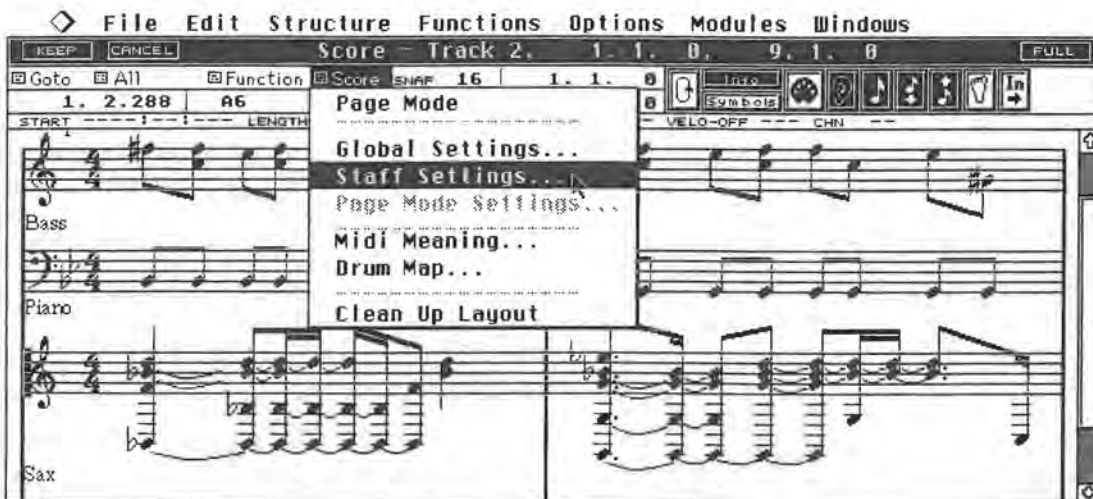 File Edit Structure Functions Options Modules Windows
KEEP CANCEL Score - Track 2. 1. 1. 0. 9. 1. 0 FULL
Goto All Function Score SNAP 16 1. 1. 0 Info In
1. 2.288 A6 0 Symbols
START ----:--:---- LENGTH --- VELO-OFF --- CHN --
Page Mode
Global Settings...
Staff Settings...
Page Mode Settings...
Midi Meaning...
Drum Map...
Clean Up Layout
Bass
Piano
Sax